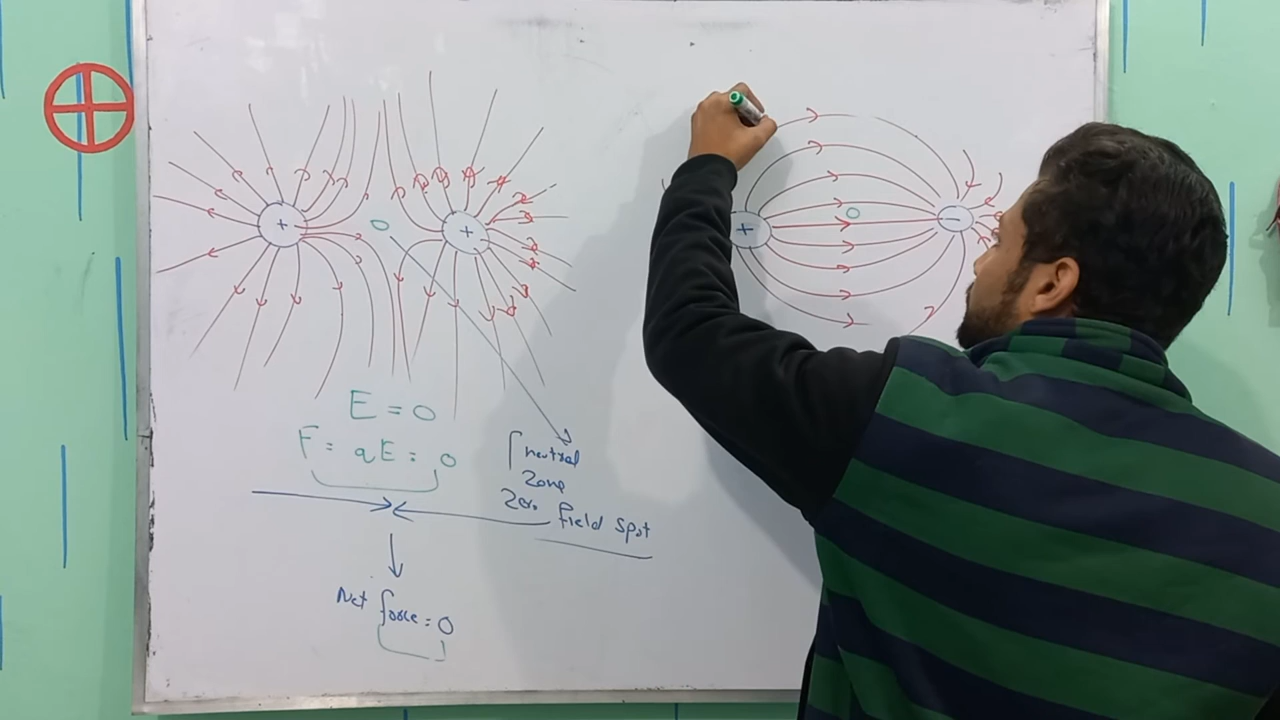 + +
+ -
E = 0
F = qE = 0
neutral
Zone
Zero field spot
Net force = 0